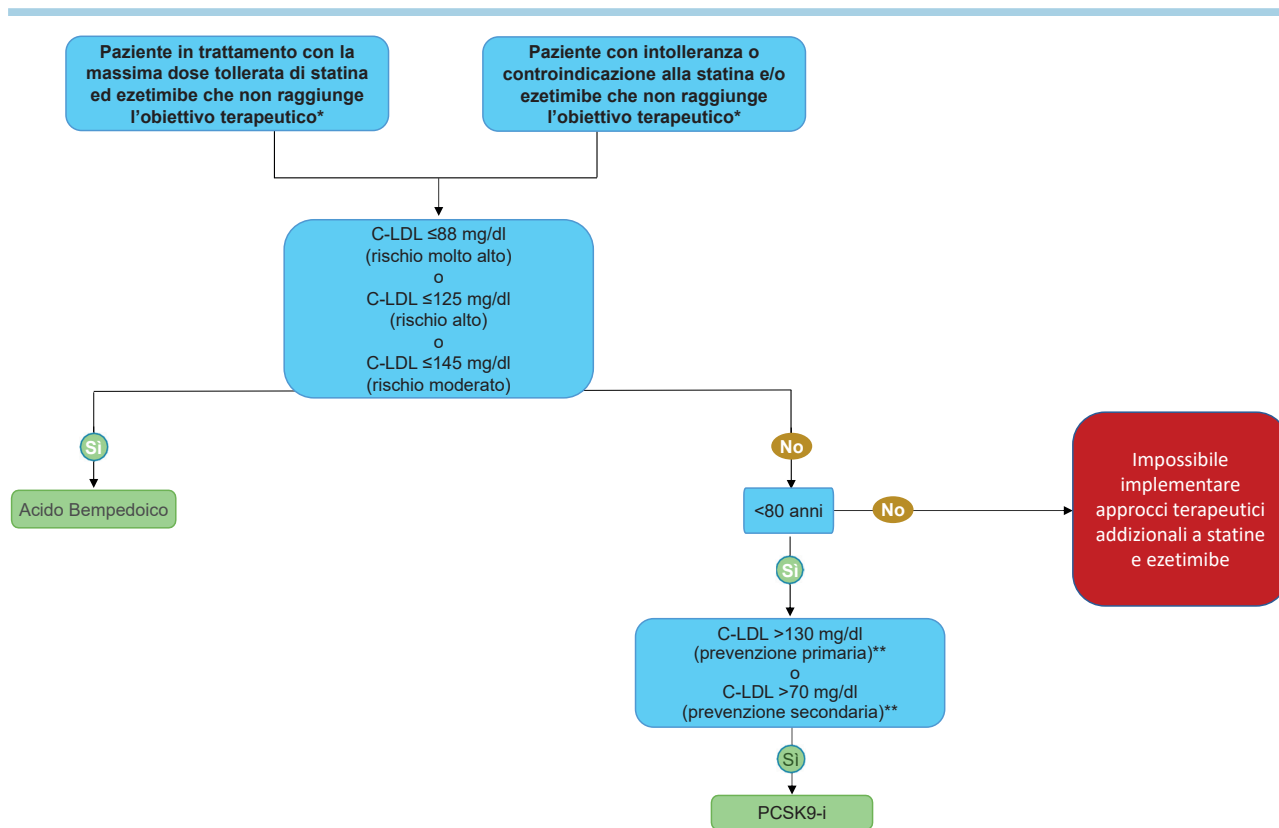 Paziente in trattamento con la
massima dose tollerata di statina
ed ezetimibe che non raggiunge
l’obiettivo terapeutico*
Paziente con intolleranza o
controindicazione alla statina e/o
ezetimibe che non raggiunge
l’obiettivo terapeutico*
C-LDL ≤88 mg/dl
(rischio molto alto)
o
C-LDL ≤125 mg/dl
(rischio alto)
o
C-LDL ≤145 mg/dl
(rischio moderato)
Sì
No
Acido Bempedoico
<80 anni
No
Impossibile
implementare
approcci terapeutici
addizionali a statine
e ezetimibe
Sì
C-LDL >130 mg/dl
(prevenzione primaria)**
o
C-LDL >70 mg/dl
(prevenzione secondaria)**
Sì
PCSK9-i